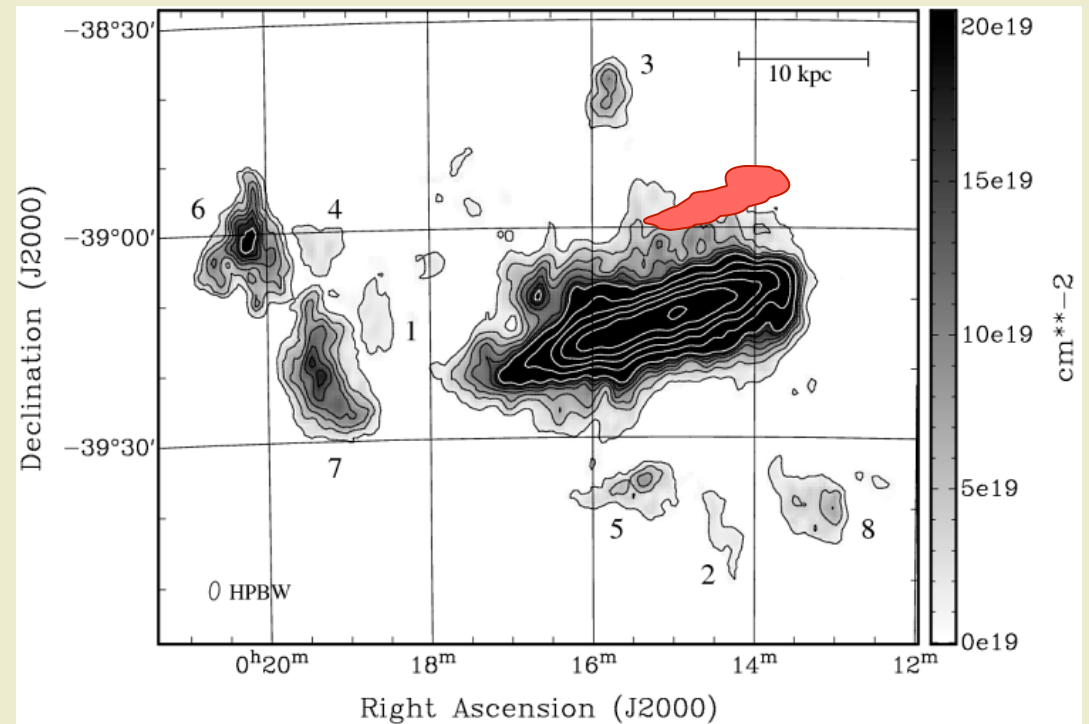 −38°30′
20e19
3
10 kpc
15e19
6
4
−39°00′
Declination (J2000)
10e19
cm**−2
1
−39°30′
7
5e19
5
8
2
HPBW
0e19
0h20m
18m
16m
14m
12m
Right Ascension (J2000)